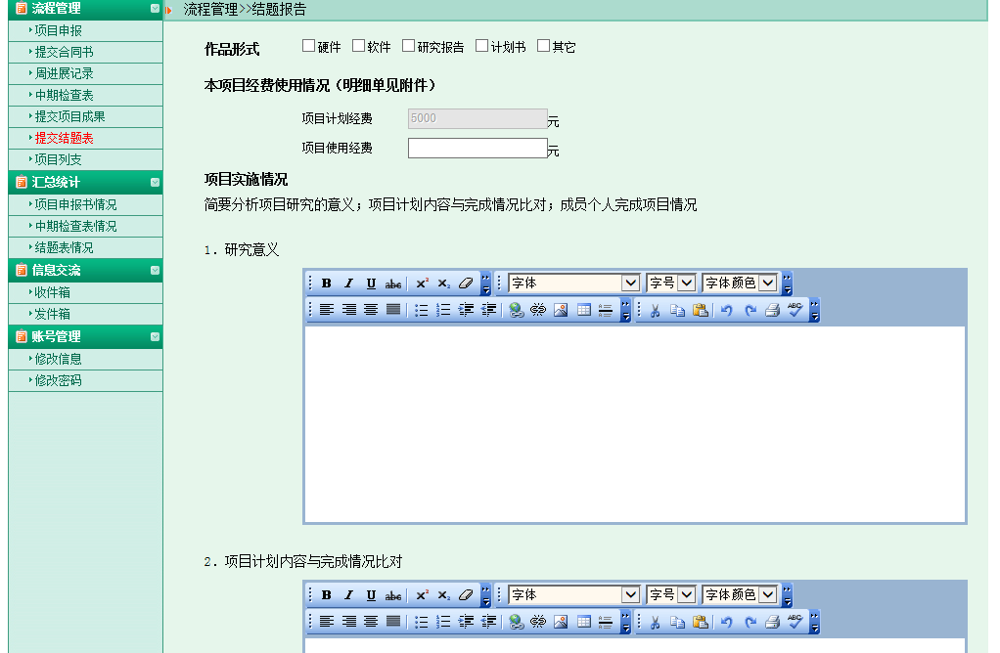 流程管理
项目申报
提交合同书
周进展记录
中期检查表
提交项目成果
提交结题表
项目列支
汇总统计
项目申报书情况
中期检查表情况
结题表情况
信息交流
收件箱
发件箱
账号管理
修改信息
修改密码
流程管理>>结题报告
作品形式 硬件 软件 研究报告 计划书 其它
本项目经费使用情况（明细单见附件）
项目计划经费 5000 元
项目使用经费 元
项目实施情况
简要分析项目研究的意义；项目计划内容与完成情况比对；成员个人完成项目情况
1. 研究意义
B I U abc x² x₂ 字体 字号 字体颜色
ABC
2. 项目计划内容与完成情况比对
B I U abc x² x₂ 字体 字号 字体颜色
ABC